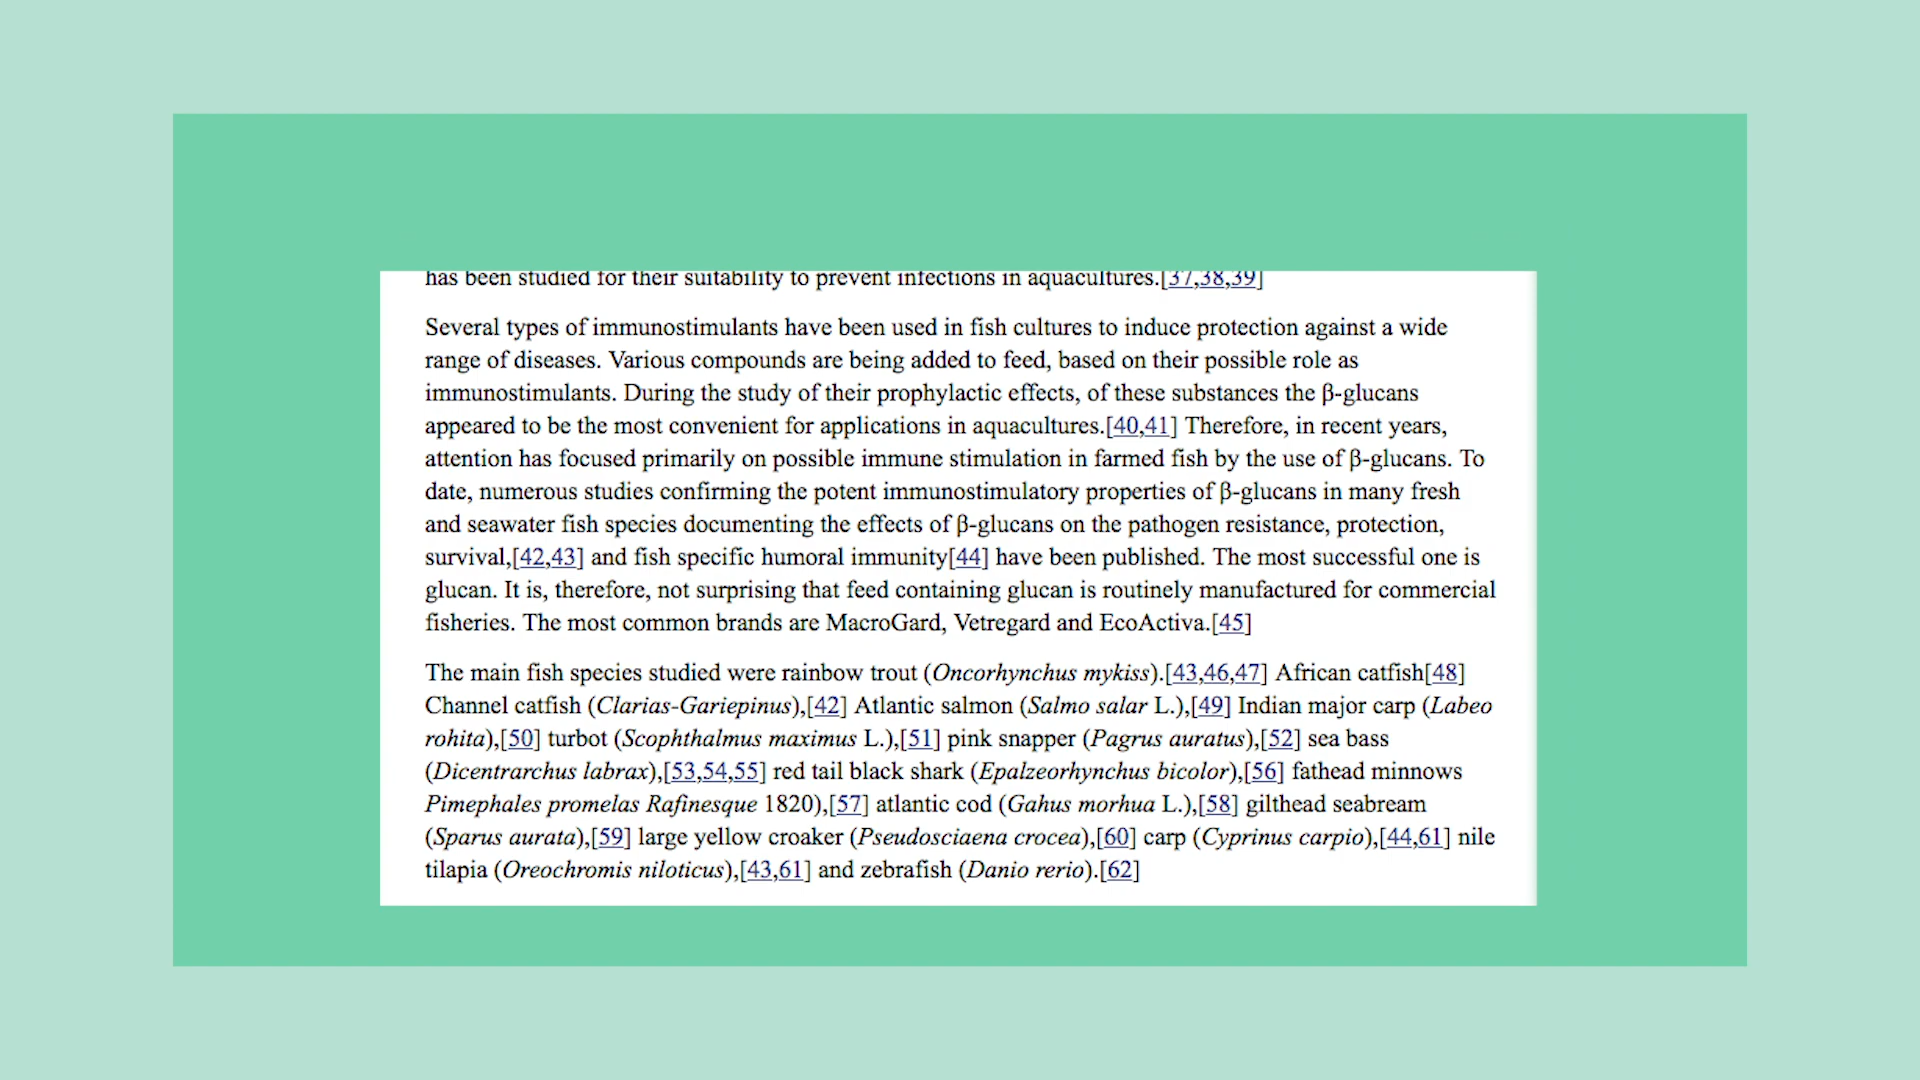 has been studied for their suitability to prevent infections in aquacultures.[37,38,39]
Several types of immunostimulants have been used in fish cultures to induce protection against a wide
range of diseases. Various compounds are being added to feed, based on their possible role as
immunostimulants. During the study of their prophylactic effects, of these substances the β-glucans
appeared to be the most convenient for applications in aquacultures.[40,41] Therefore, in recent years,
attention has focused primarily on possible immune stimulation in farmed fish by the use of β-glucans. To
date, numerous studies confirming the potent immunostimulatory properties of β-glucans in many fresh
and seawater fish species documenting the effects of β-glucans on the pathogen resistance, protection,
survival,[42,43] and fish specific humoral immunity[44] have been published. The most successful one is
glucan. It is, therefore, not surprising that feed containing glucan is routinely manufactured for commercial
fisheries. The most common brands are MacroGard, Vetregard and EcoActiva.[45]
The main fish species studied were rainbow trout (Oncorhynchus mykiss).[43,46,47] African catfish[48]
Channel catfish (Clarias-Gariepinus),[42] Atlantic salmon (Salmo salar L.),[49] Indian major carp (Labeo
rohita),[50] turbot (Scophthalmus maximus L.),[51] pink snapper (Pagrus auratus),[52] sea bass
(Dicentrarchus labrax),[53,54,55] red tail black shark (Epalzeorhynchus bicolor),[56] fathead minnows
Pimephales promelas Rafinesque 1820),[57] atlantic cod (Gahus morhua L.),[58] gilthead seabream
(Sparus aurata),[59] large yellow croaker (Pseudosciaena crocea),[60] carp (Cyprinus carpio),[44,61] nile
tilapia (Oreochromis niloticus),[43,61] and zebrafish (Danio rerio).[62]